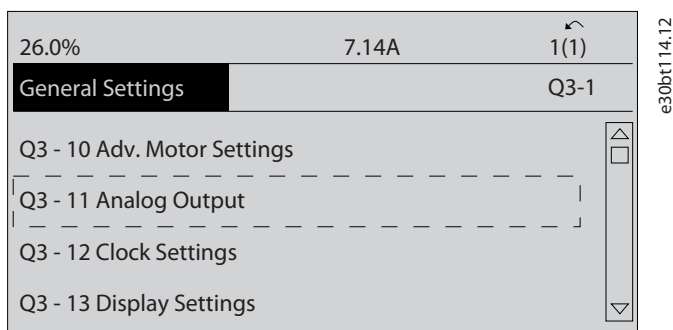 26.0% 7.14A 1(1)
General Settings Q3-1
Q3 - 10 Adv. Motor Settings
Q3 - 11 Analog Output
Q3 - 12 Clock Settings
Q3 - 13 Display Settings
e30bt114.12